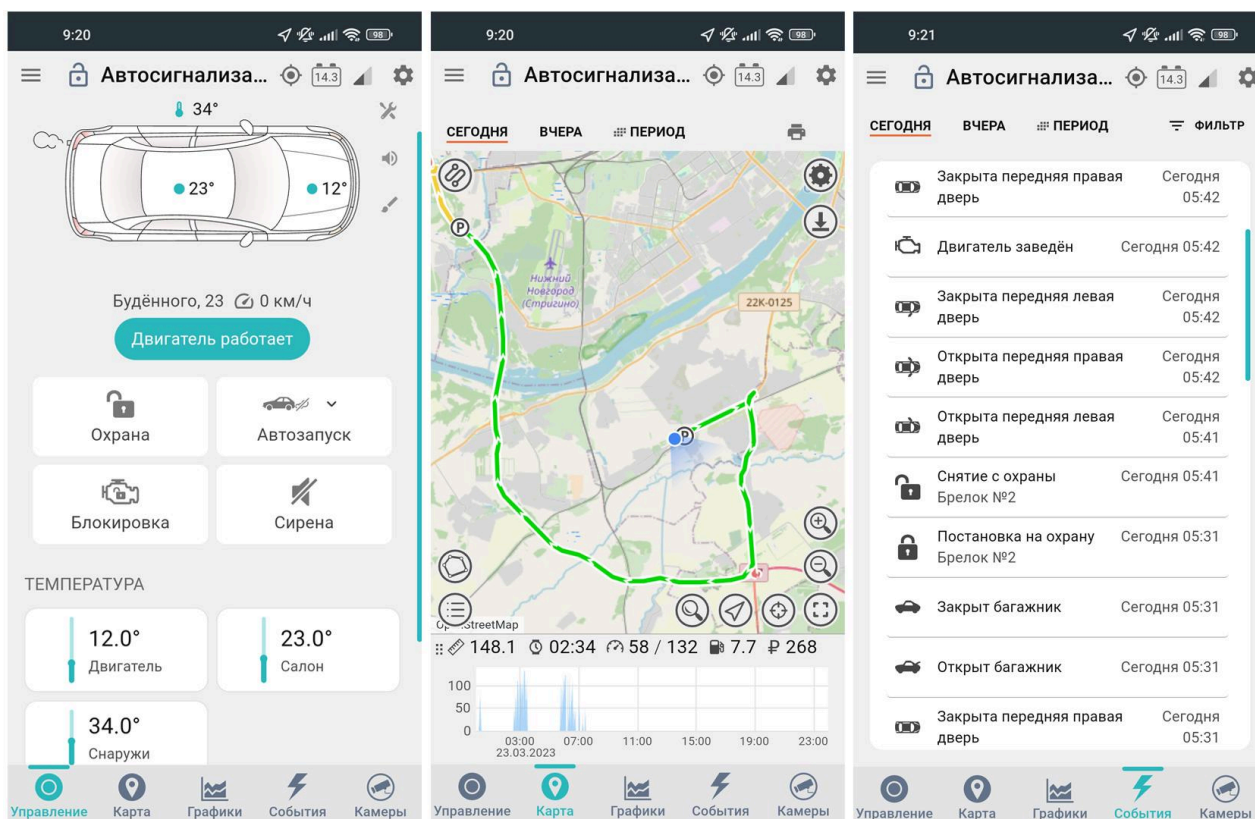 9:20
98
Автосигнализа...
14.3
34°
23°
12°
Будённого, 23 0 км/ч
Двигатель работает
Охрана
Автозапуск
Блокировка
Сирена
ТЕМПЕРАТУРА
12.0°
Двигатель
23.0°
Салон
34.0°
Снаружи
Управление
Карта
Графики
События
Камеры
9:20
98
Автосигнализа...
14.3
СЕГОДНЯ
ВЧЕРА
ПЕРИОД
P
Нижний
Новгород
(Стригино)
22К-0125
P
StreetMap
148.1 02:34 58 / 132 7.7 ₽ 268
100
50
0
03:00
07:00
11:00
15:00
19:00
23:00
23.03.2023
Управление
Карта
Графики
События
Камеры
9:21
98
Автосигнализа...
14.3
СЕГОДНЯ
ВЧЕРА
ПЕРИОД
ФИЛЬТР
Закрыта передняя правая Сегодня
дверь 05:42
Двигатель заведён Сегодня 05:42
Закрыта передняя левая Сегодня
дверь 05:42
Открыта передняя правая Сегодня
дверь 05:42
Открыта передняя левая Сегодня
дверь 05:41
Снятие с охраны Сегодня 05:41
Брелок №2
Постановка на охрану Сегодня 05:31
Брелок №2
Закрыт багажник Сегодня 05:31
Открыт багажник Сегодня 05:31
Закрыта передняя правая Сегодня
дверь 05:31
Управление
Карта
Графики
События
Камеры